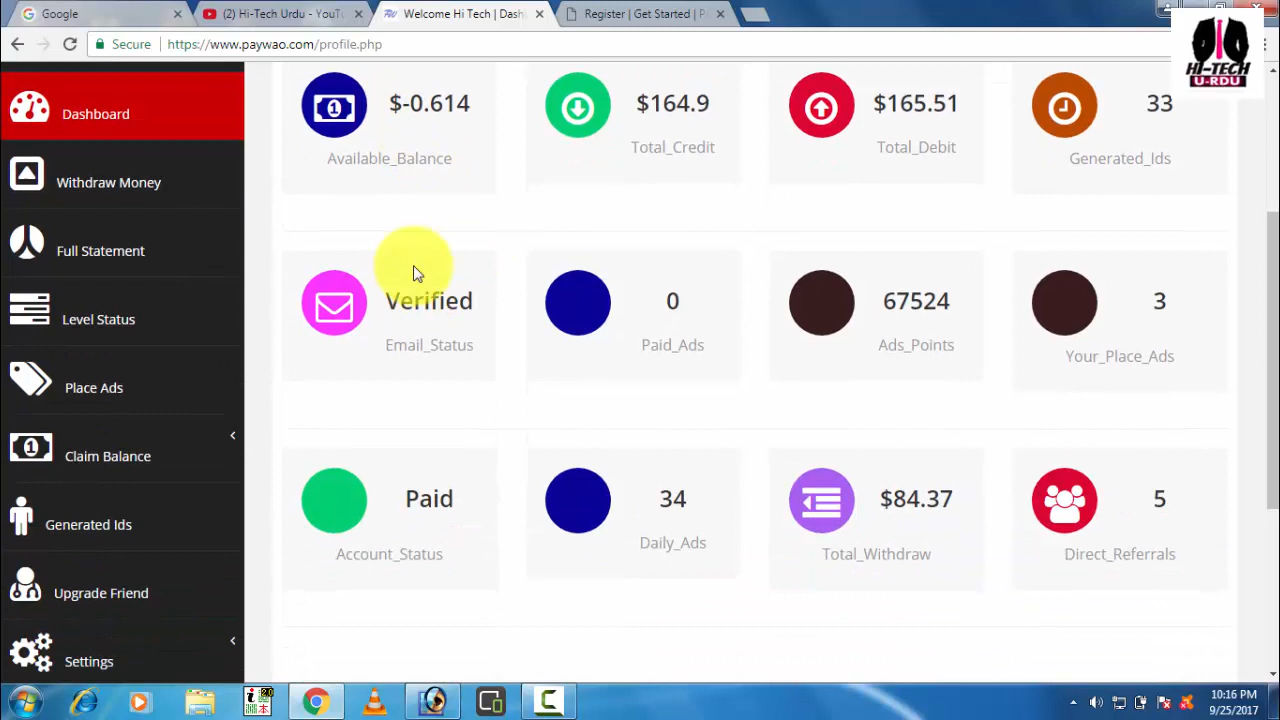 Google
(2) Hi-Tech Urdu - YouT
Welcome Hi Tech | Dash
Register | Get Started | P
Secure
https://www.paywao.com/profile.php
HI-TECH
U-RDU
Dashboard
Withdraw Money
Full Statement
Level Status
Place Ads
Claim Balance
Generated Ids
Upgrade Friend
Settings
$-0.614
Available_Balance
$164.9
Total_Credit
$165.51
Total_Debit
33
Generated_Ids
Verified
Email_Status
0
Paid_Ads
67524
Ads_Points
3
Your_Place_Ads
Paid
Account_Status
34
Daily_Ads
$84.37
Total_Withdraw
5
Direct_Referrals
10:16 PM
9/25/2017